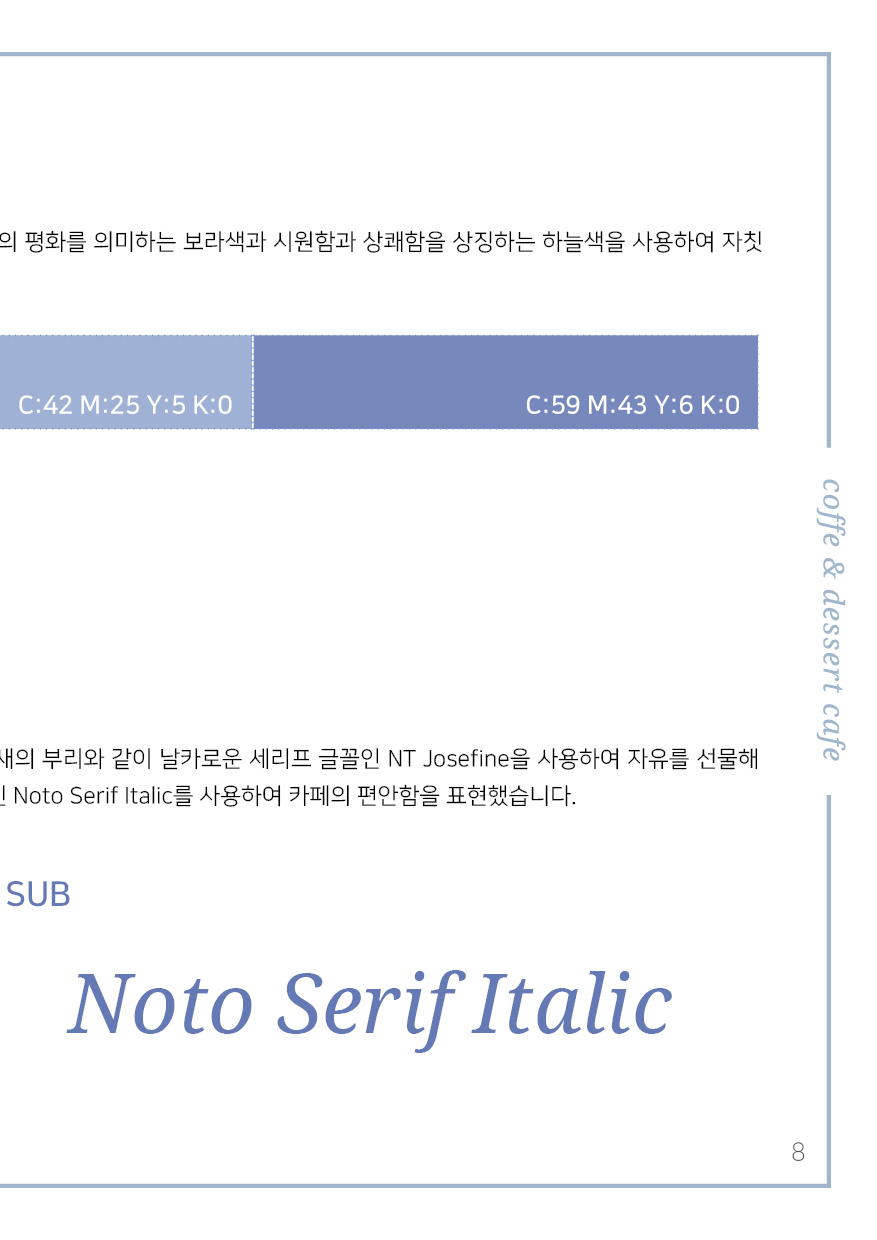 의 평화를 의미하는 보라색과 시원함과 상쾌함을 상징하는 하늘색을 사용하여 자칫
C:42 M:25 Y:5 K:0
C:59 M:43 Y:6 K:0
coffe & dessert cafe
새의 부리와 같이 날카로운 세리프 글꼴인 NT Josefine을 사용하여 자유를 선물해
Noto Serif Italic를 사용하여 카페의 편안함을 표현했습니다.
SUB
Noto Serif Italic
8